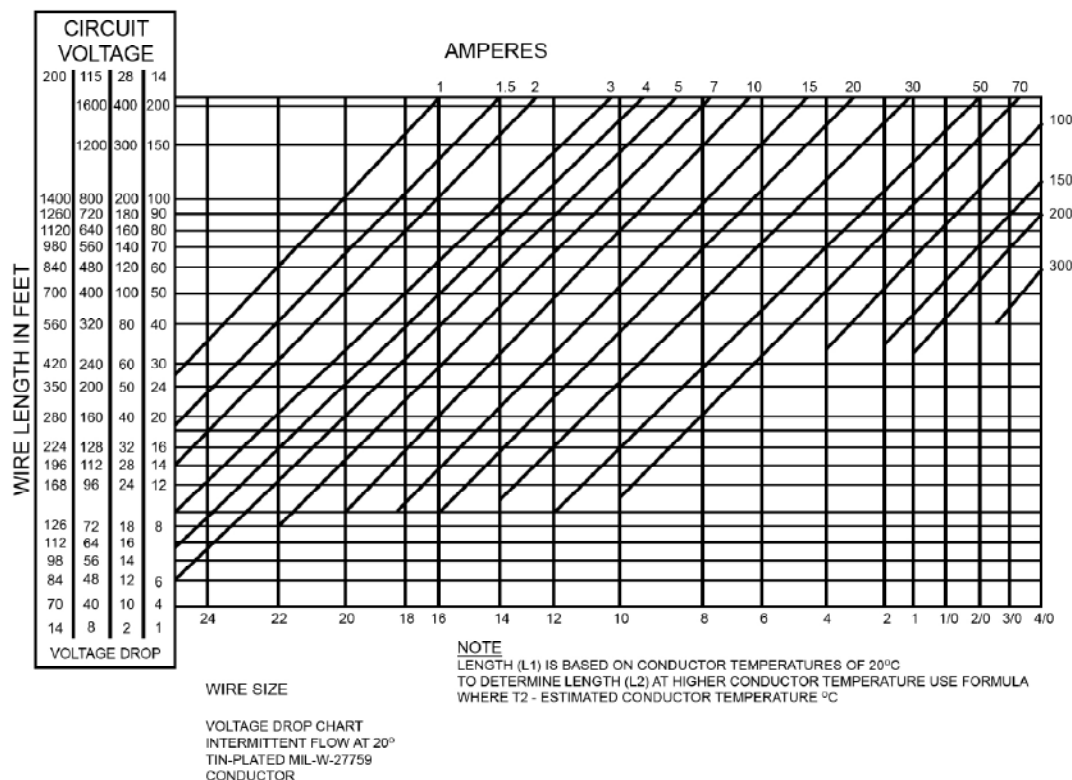 CIRCUIT
VOLTAGE
AMPERES
200 115 28 14
1 1.5 2 3 4 5 7 10 15 20 30 50 70
1600 400 200
100
1200 300 150
150
1400 800 200 100
1260 720 180 90
200
1120 640 160 80
980 560 140 70
840 480 120 60
300
700 400 100 50
560 320 80 40
420 240 60 30
350 200 50 24
280 160 40 20
224 128 32 16
196 112 28 14
168 96 24 12
126 72 18 8
112 64 16
98 56 14
84 48 12 6
70 40 10 4
14 8 2 1
WIRE LENGTH IN FEET
24 22 20 18 16 14 12 10 8 6 4 2 1 1/0 2/0 3/0 4/0
VOLTAGE DROP
NOTE
LENGTH (L1) IS BASED ON CONDUCTOR TEMPERATURES OF 20⁰C
TO DETERMINE LENGTH (L2) AT HIGHER CONDUCTOR TEMPERATURE USE FORMULA
WHERE T2 - ESTIMATED CONDUCTOR TEMPERATURE ⁰C
WIRE SIZE
VOLTAGE DROP CHART
INTERMITTENT FLOW AT 20⁰
TIN-PLATED MIL-W-27759
CONDUCTOR